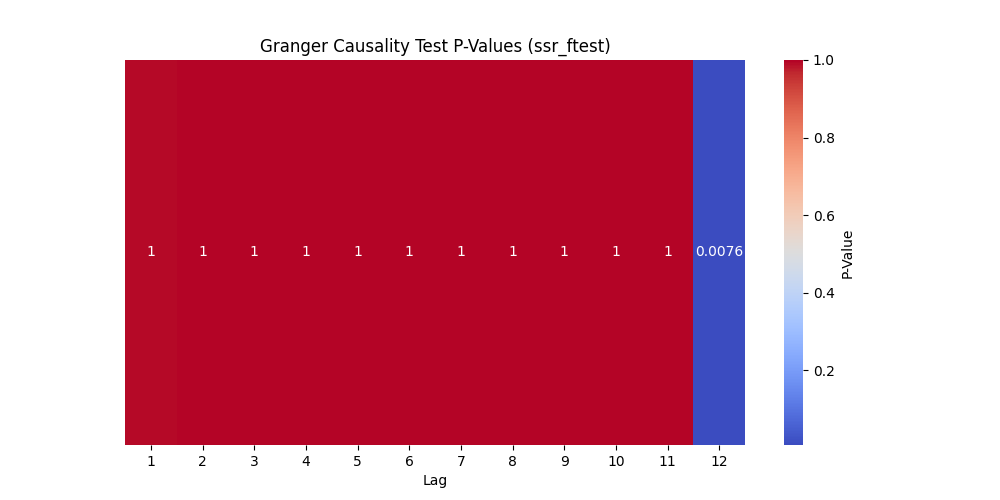 Granger Causality Test P-Values (ssr_ftest)
1 1 1 1 1 1 1 1 1 1 1 0.0076
1 2 3 4 5 6 7 8 9 10 11 12
Lag
1.0
0.8
0.6
0.4
0.2
P-Value